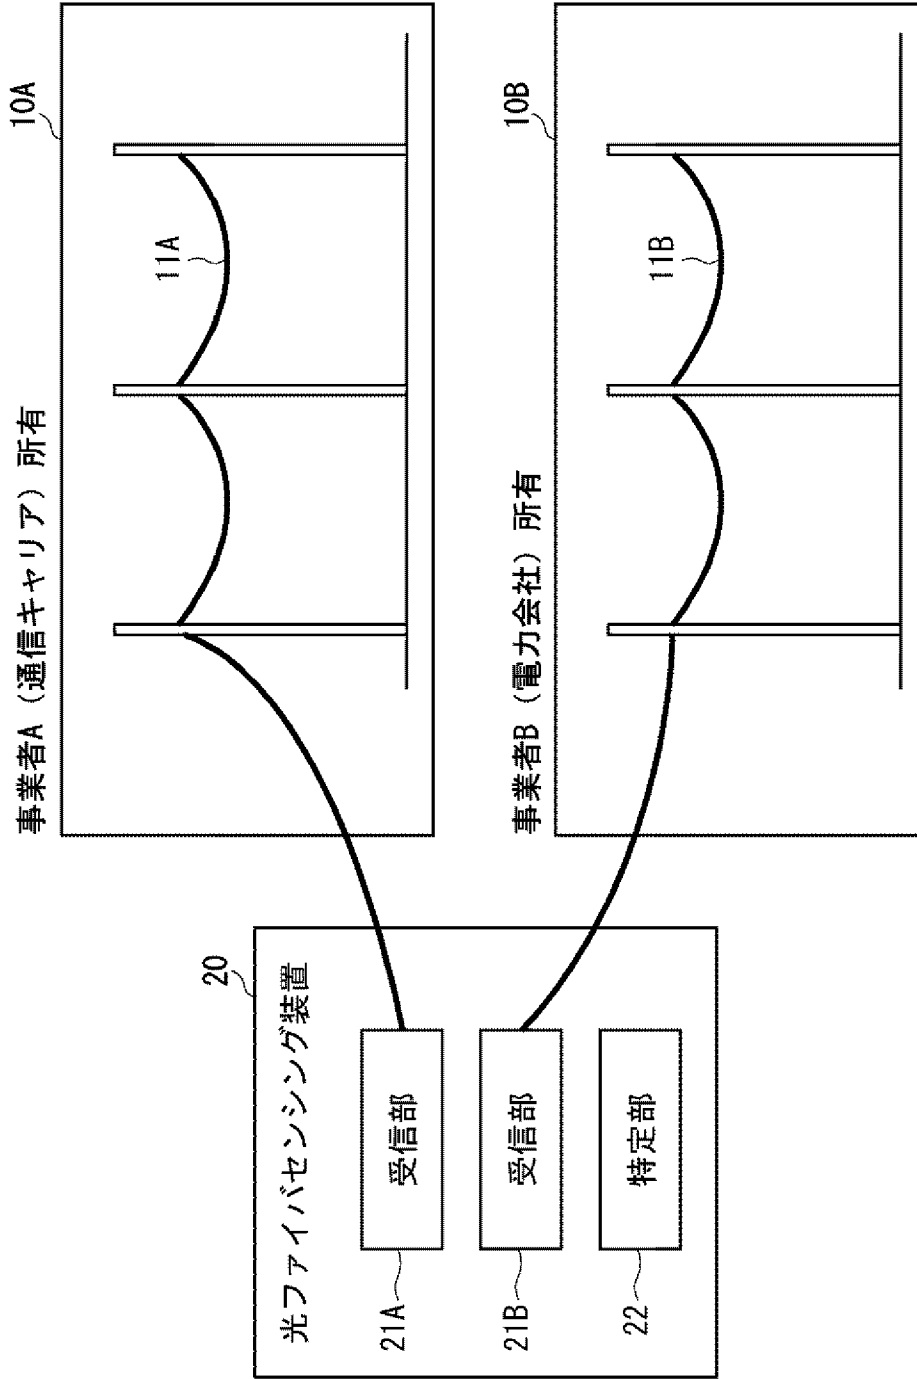 20
光ファイバセンシング装置
21A
受信部
21B
受信部
22
特定部
事業者A（通信キャリア）所有
10A
11A
事業者B（電力会社）所有
10B
11B